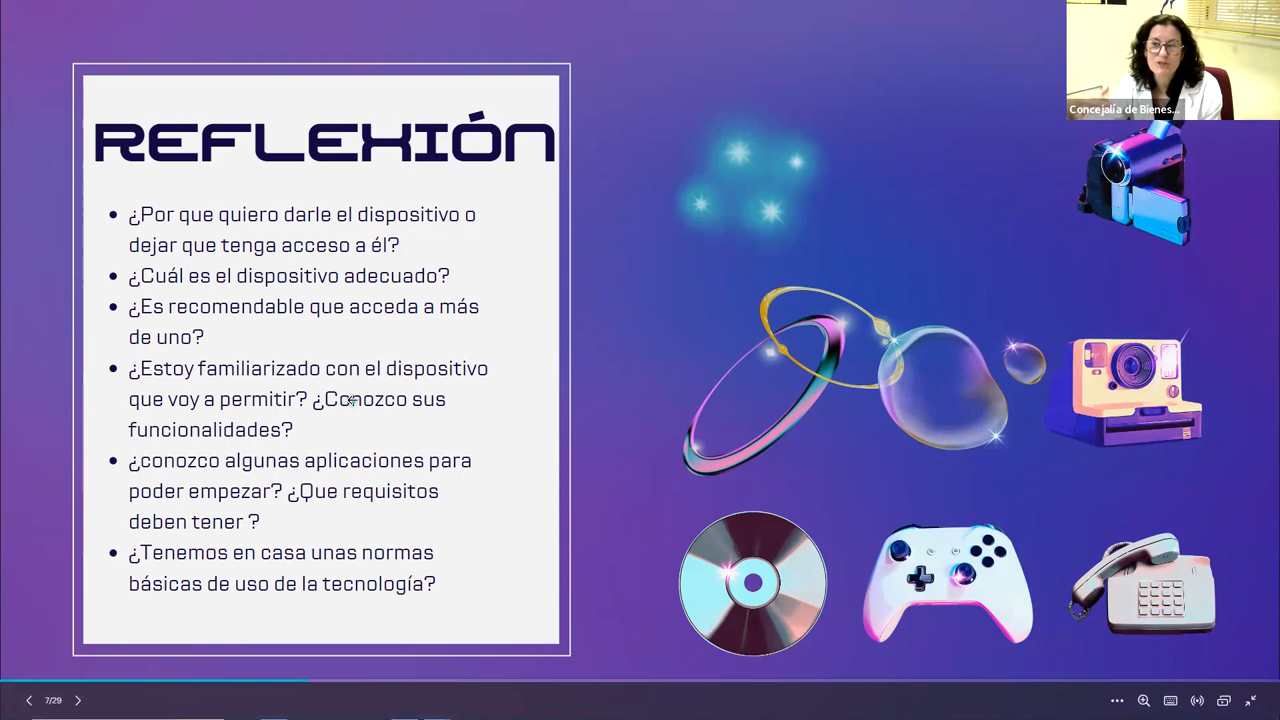 Concejalía de Bienes...
REFLEXIÓN
¿Por que quiero darle el dispositivo o
dejar que tenga acceso a él?
¿Cuál es el dispositivo adecuado?
¿Es recomendable que acceda a más
de uno?
¿Estoy familiarizado con el dispositivo
que voy a permitir? ¿Conozco sus
funcionalidades?
¿conozco algunas aplicaciones para
poder empezar? ¿Que requisitos
deben tener ?
¿Tenemos en casa unas normas
básicas de uso de la tecnología?
7/29